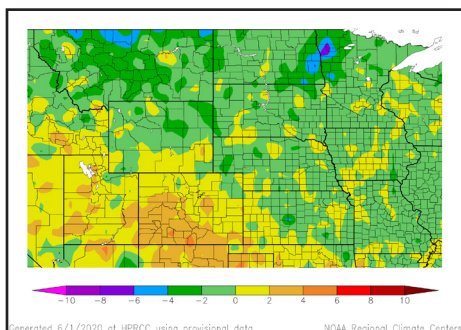 -10 -8 -6 -4 -2 0 2 4 6 8 10
Generated 6/1/2020 at HPRCC using provisional data. NOAA Regional Climate Centers